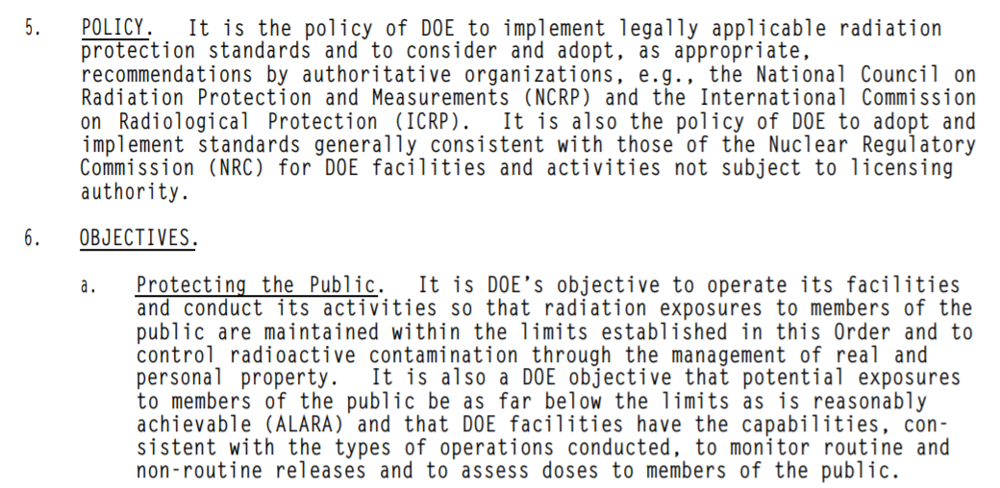 5. POLICY. It is the policy of DOE to implement legally applicable radiation
protection standards and to consider and adopt, as appropriate,
recommendations by authoritative organizations, e.g., the National Council on
Radiation Protection and Measurements (NCRP) and the International Commission
on Radiological Protection (ICRP). It is also the policy of DOE to adopt and
implement standards generally consistent with those of the Nuclear Regulatory
Commission (NRC) for DOE facilities and activities not subject to licensing
authority.
6. OBJECTIVES.
a. Protecting the Public. It is DOE's objective to operate its facilities
and conduct its activities so that radiation exposures to members of the
public are maintained within the limits established in this Order and to
control radioactive contamination through the management of real and
personal property. It is also a DOE objective that potential exposures
to members of the public be as far below the limits as is reasonably
achievable (ALARA) and that DOE facilities have the capabilities, con-
sistent with the types of operations conducted, to monitor routine and
non-routine releases and to assess doses to members of the public.